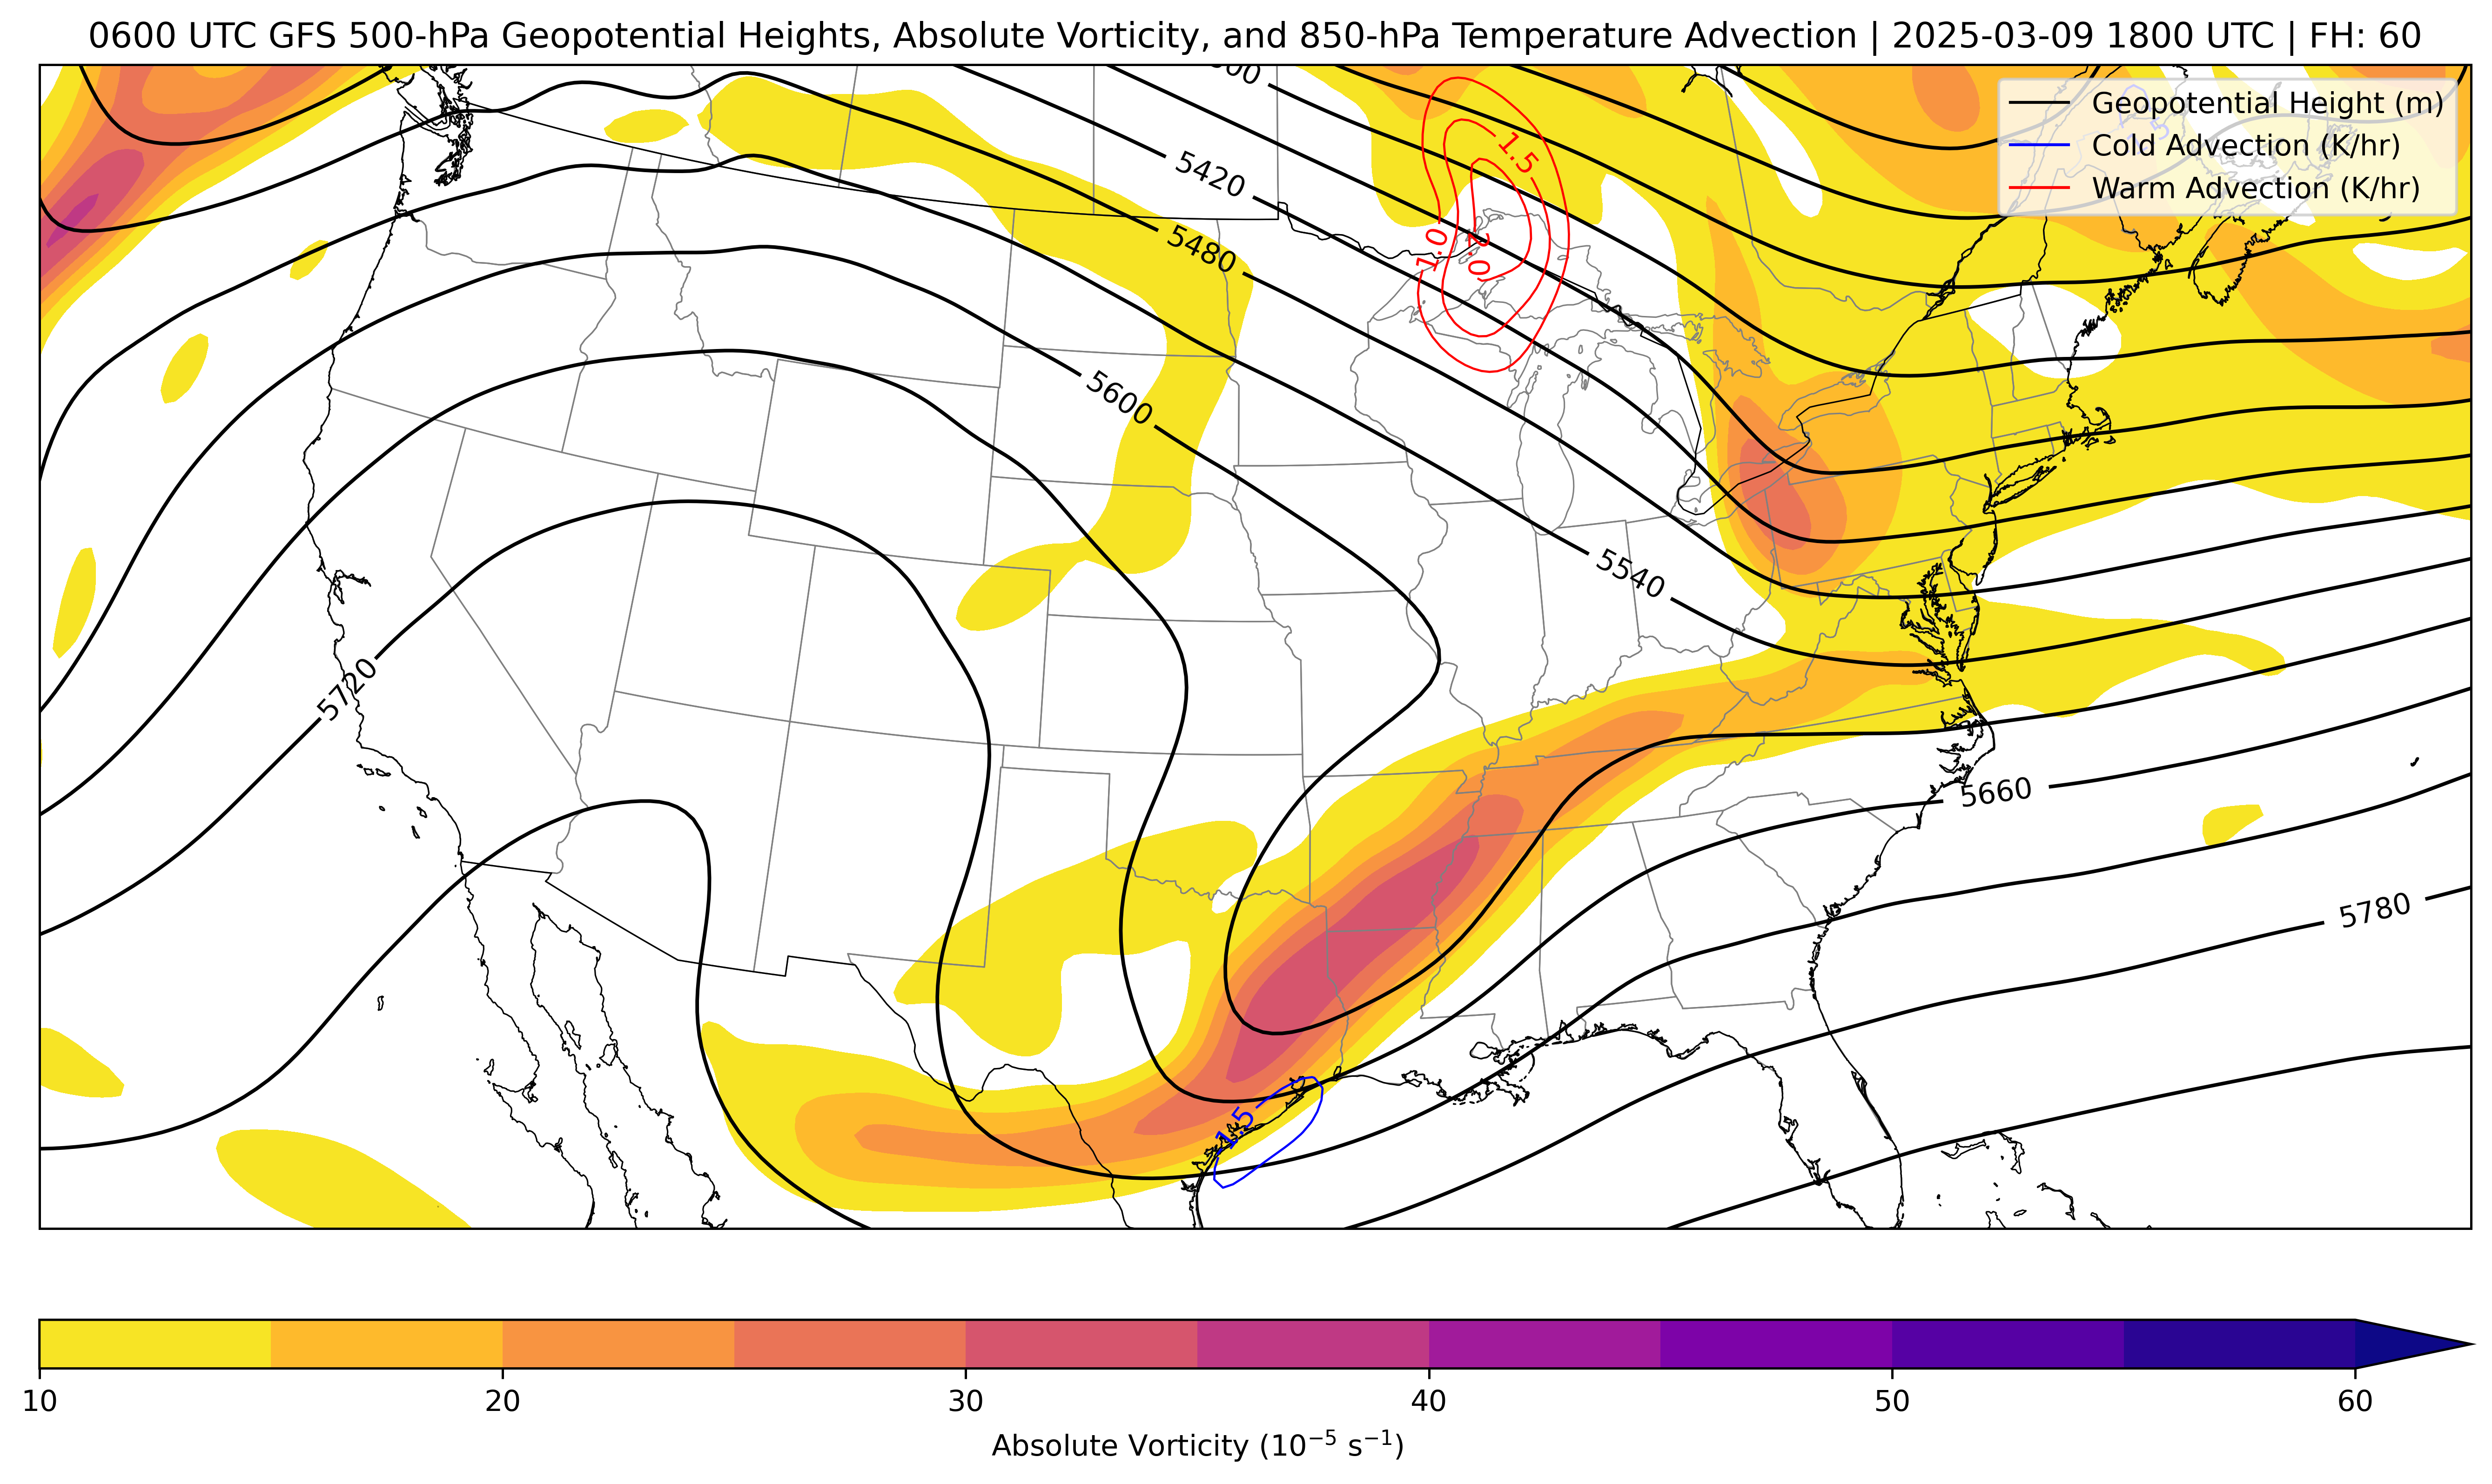 0600 UTC GFS 500-hPa Geopotential Heights, Absolute Vorticity, and 850-hPa Temperature Advection | 2025-03-09 1800 UTC | FH: 60
Geopotential Height (m)
Cold Advection (K/hr)
Warm Advection (K/hr)
5420
1.5
5480
1.0
2.0
5600
5540
5720
5660
5780
1.5
10 20 30 40 50 60
Absolute Vorticity (10⁻⁵ s⁻¹)